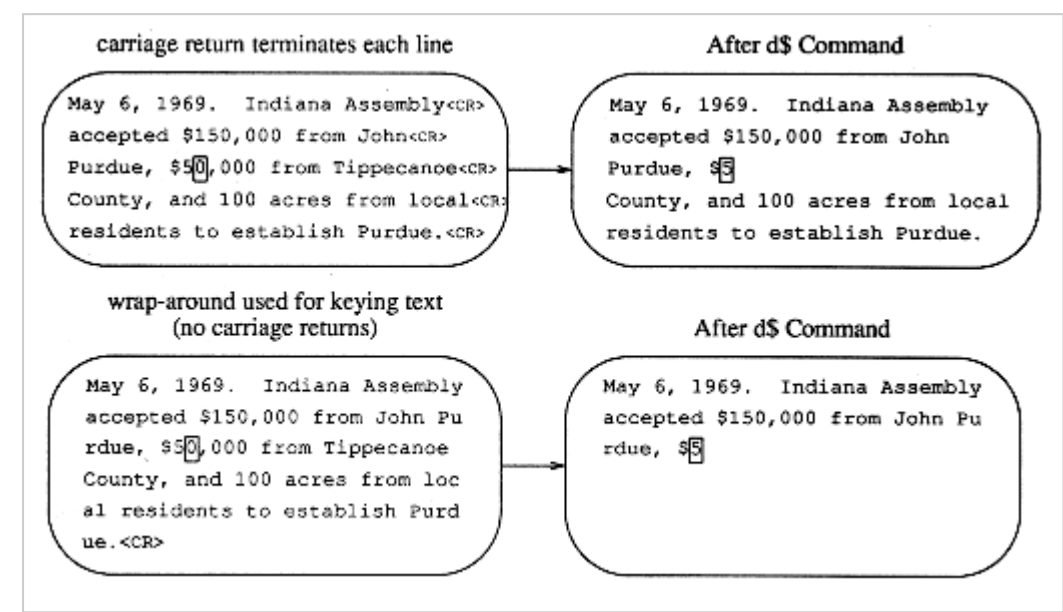 carriage return terminates each line
After d$ Command
May 6, 1969.  Indiana Assembly<CR>
accepted $150,000 from John<CR>
Purdue, $50,000 from Tippecanoe<CR>
County, and 100 acres from local<CR>
residents to establish Purdue.<CR>
May 6, 1969.  Indiana Assembly
accepted $150,000 from John
Purdue, $5
County, and 100 acres from local
residents to establish Purdue.
wrap-around used for keying text
(no carriage returns)
After d$ Command
May 6, 1969.  Indiana Assembly
accepted $150,000 from John Pu
rdue, $50,000 from Tippecanoe
County, and 100 acres from loc
al residents to establish Purd
ue.<CR>
May 6, 1969.  Indiana Assembly
accepted $150,000 from John Pu
rdue, $5